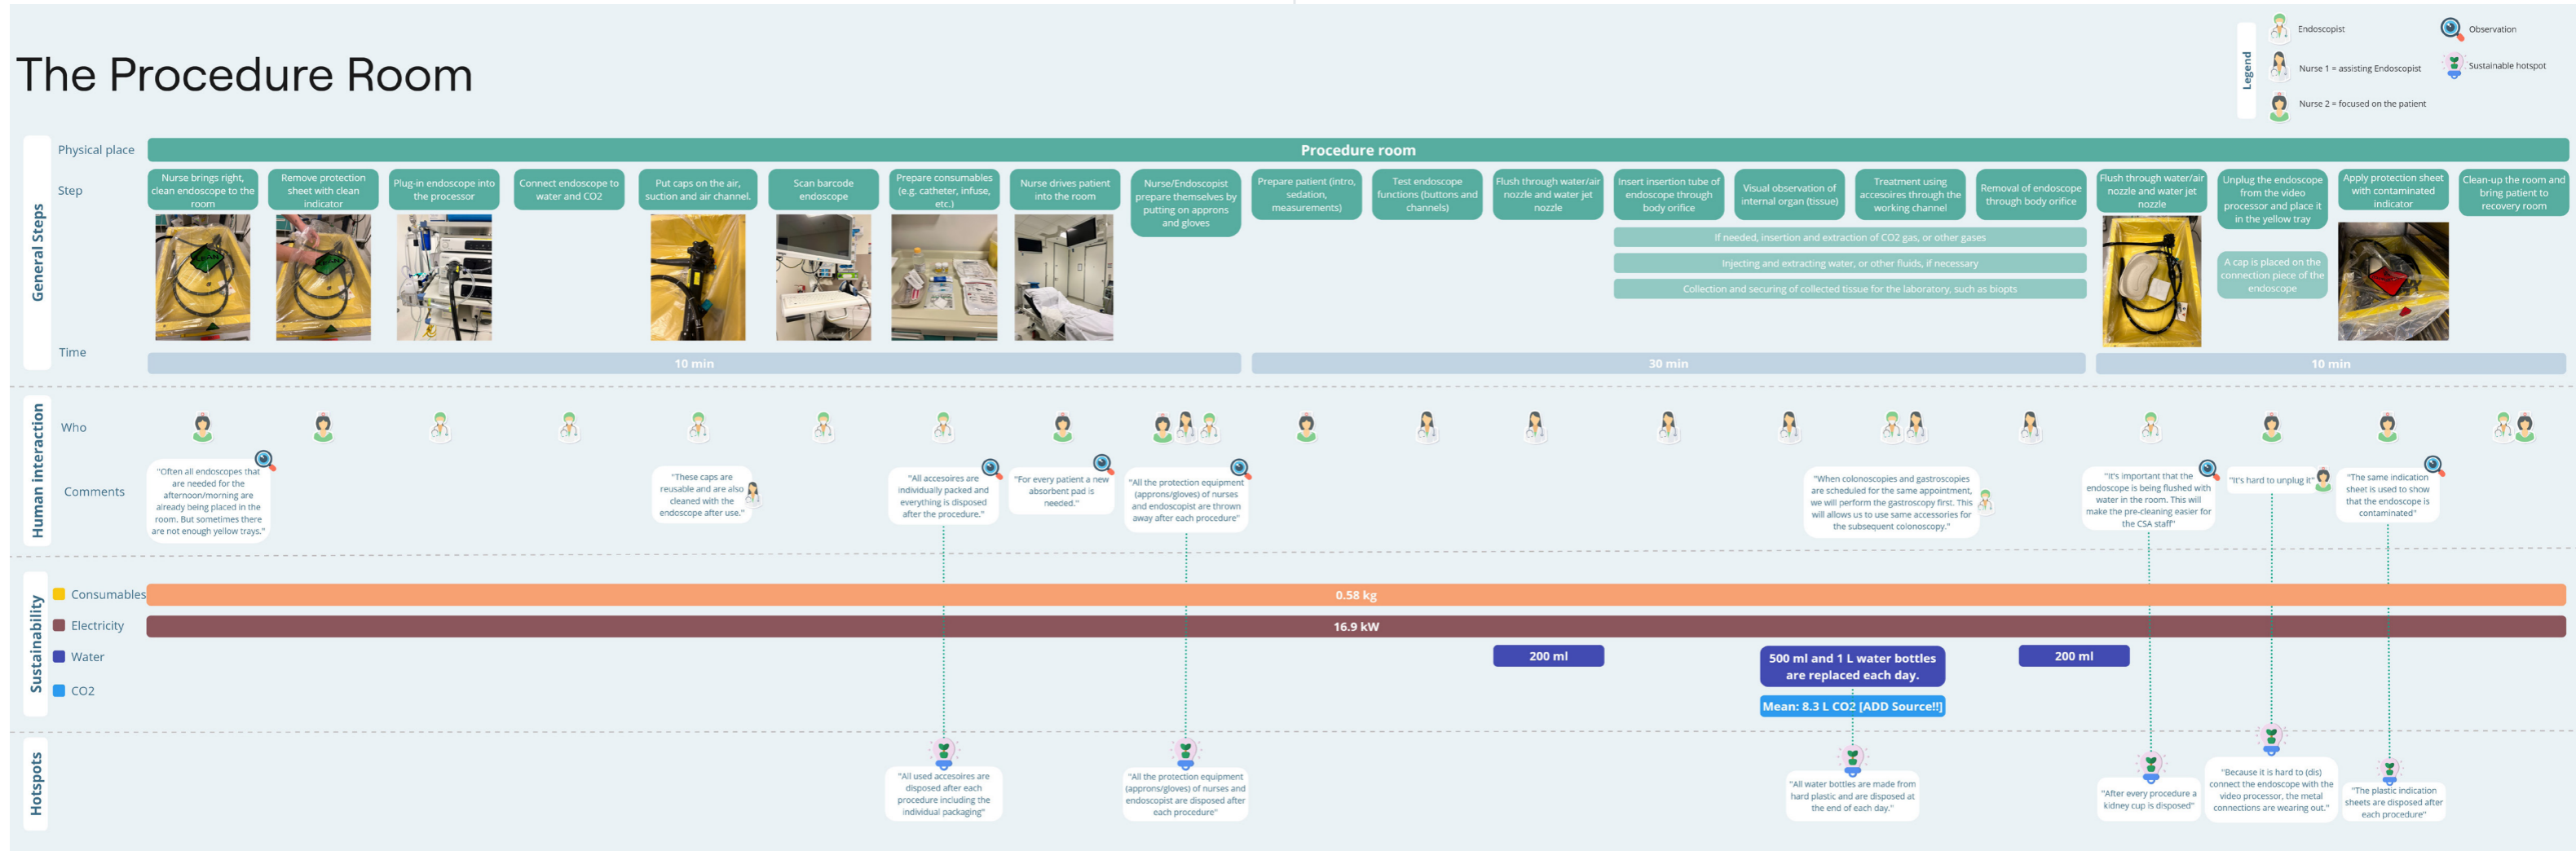 The Procedure Room
Legend
Endoscopist
Observation
Nurse 1 = assisting Endoscopist
Sustainable hotspot
Nurse 2 = focused on the patient
General Steps
Physical place
Procedure room
Step
Nurse brings right,
clean endoscope to the
room
Remove protection
sheet with clean
indicator
Plug-in endoscope into
the processor
Connect endoscope to
water and CO2
Put caps on the air,
suction and air channel.
Scan barcode
endoscope
Prepare consumables
(e.g. catheter, infuse,
etc.)
Nurse drives patient
into the room
Nurse/Endoscopist
prepare themselves by
putting on approns
and gloves
Prepare patient (intro,
sedation,
measurements)
Test endoscope
functions (buttons and
channels)
Flush through water/air
nozzle and water jet
nozzle
Insert insertion tube of
endoscope through
body orifice
Visual observation of
internal organ (tissue)
Treatment using
accesoires through the
working channel
Removal of endoscope
through body orifice
Flush through water/air
nozzle and water jet
nozzle
Unplug the endoscope
from the video
processor and place it
in the yellow tray
Apply protection sheet
with contaminated
indicator
Clean-up the room and
bring patient to
recovery room
If needed, insertion and extraction of CO2 gas, or other gases
Injecting and extracting water, or other fluids, if necessary
Collection and securing of collected tissue for the laboratory, such as biopts
A cap is placed on the
connection piece of the
endoscope
Time
10 min
30 min
10 min
Human interaction
Who
Comments
"Often all endoscopes that
are needed for the
afternoon/morning are
already being placed in the
room. But sometimes there
are not enough yellow trays."
"These caps are
reusable and are also
cleaned with the
endoscope after use."
"All accesoires are
individually packed and
everything is disposed
after the procedure."
"For every patient a new
absorbent pad is
needed."
"All the protection equipment
(approns/gloves) of nurses
and endoscopist are thrown
away after each procedure"
"When colonoscopies and gastroscopies
are scheduled for the same appointment,
we will perform the gastroscopy first. This
will allows us to use same accessories for
the subsequent colonoscopy."
"It's important that the
endoscope is being flushed with
water in the room. This will
make the pre-cleaning easier for
the CSA staff"
"It's hard to unplug it"
"The same indication
sheet is used to show
that the endoscope is
contaminated"
Sustainability
Consumables
0.58 kg
Electricity
16.9 kW
Water
200 ml
500 ml and 1 L water bottles
are replaced each day.
200 ml
CO2
Mean: 8.3 L CO2 [ADD Source!!]
Hotspots
"All used accesoires are
disposed after each
procedure including the
individual packaging"
"All the protection equipment
(approns/gloves) of nurses and
endoscopist are disposed after
each procedure"
"All water bottles are made from
hard plastic and are disposed at
the end of each day."
"After every procedure a
kidney cup is disposed"
"Because it is hard to (dis)
connect the endoscope with the
video processor, the metal
connections are wearing out."
"The plastic indication
sheets are disposed after
each procedure"